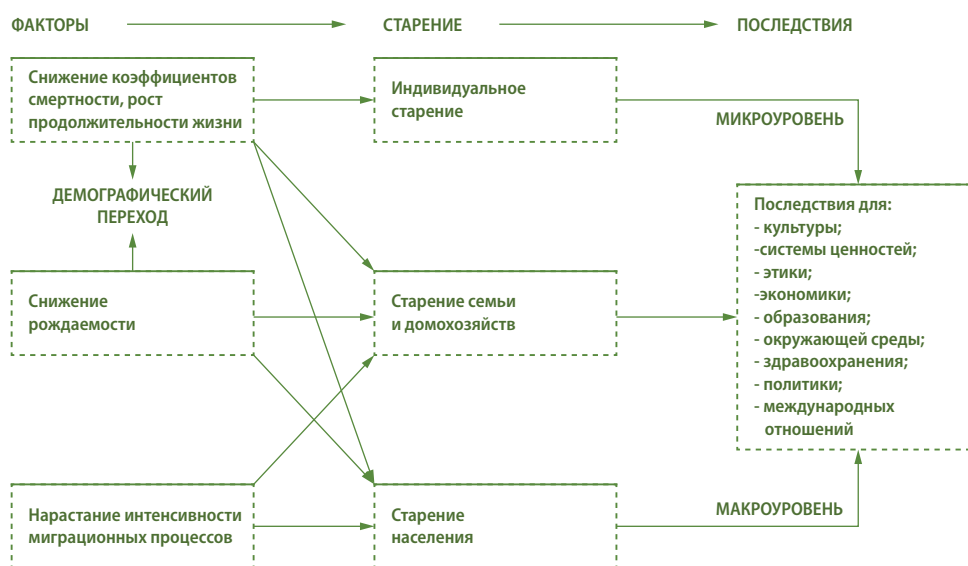 ФАКТОРЫ
СТАРЕНИЕ
ПОСЛЕДСТВИЯ
Снижение коэффициентов
смертности, рост
продолжительности жизни
Индивидуальное
старение
МИКРОУРОВЕНЬ
ДЕМОГРАФИЧЕСКИЙ
ПЕРЕХОД
Последствия для:
- культуры;
-системы ценностей;
- этики;
-экономики;
- образования;
- окружающей среды;
- здравоохранения;
- политики;
- международных
отношений
Снижение
рождаемости
Старение семьи
и домохозяйств
Нарастание интенсивности
миграционных процессов
Старение
населения
МАКРОУРОВЕНЬ